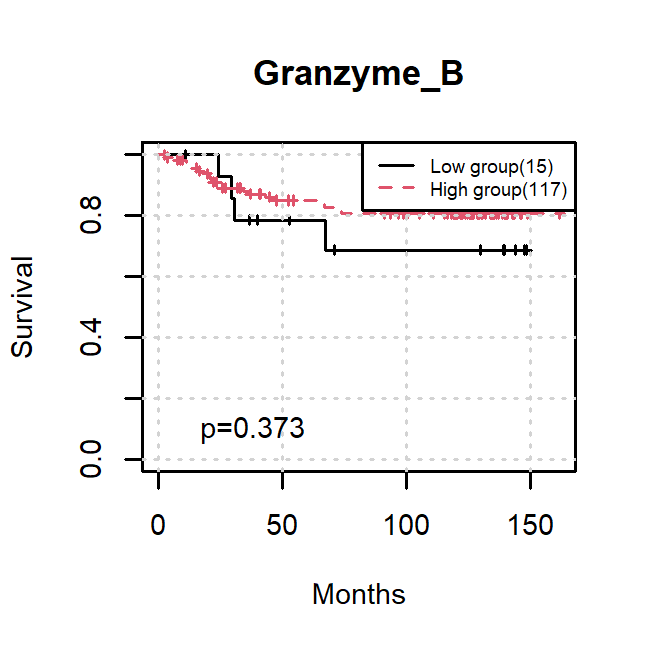 Granzyme_B
Low group(15)
High group(117)
Survival
0.8
0.4
0.0
p=0.373
0 50 100 150
Months